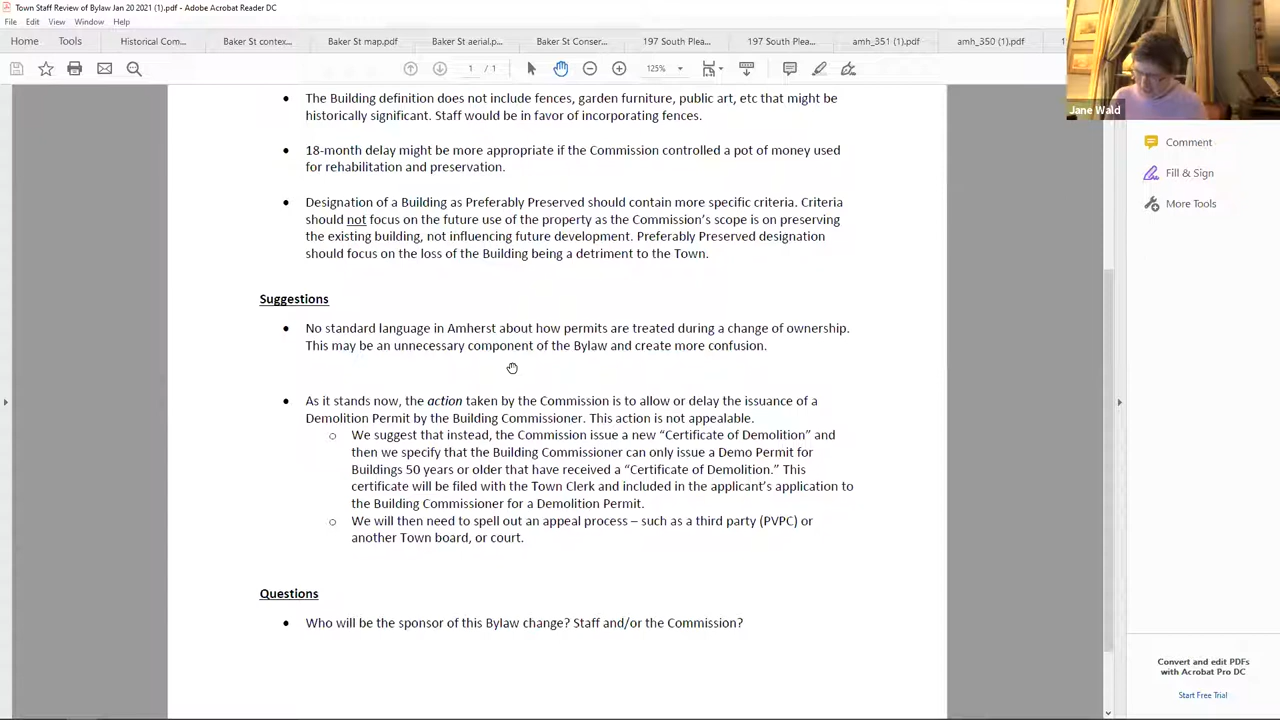 Town Staff Review of Bylaw Jan 20 2021 (1).pdf - Adobe Acrobat Reader DC
File Edit View Window Help
Home Tools Historical Com... Baker St contex... Baker St map.pdf Baker St aerial.p... Baker St Conser... 197 South Plea... 197 South Plea... amh_351 (1).pdf amh_350 (1).pdf 1
1 / 1 125%
Jane Wald
Comment
Fill & Sign
More Tools
• The Building definition does not include fences, garden furniture, public art, etc that might be
historically significant. Staff would be in favor of incorporating fences.
• 18-month delay might be more appropriate if the Commission controlled a pot of money used
for rehabilitation and preservation.
• Designation of a Building as Preferably Preserved should contain more specific criteria. Criteria
should not focus on the future use of the property as the Commission's scope is on preserving
the existing building, not influencing future development. Preferably Preserved designation
should focus on the loss of the Building being a detriment to the Town.
Suggestions
• No standard language in Amherst about how permits are treated during a change of ownership.
This may be an unnecessary component of the Bylaw and create more confusion.
• As it stands now, the action taken by the Commission is to allow or delay the issuance of a
Demolition Permit by the Building Commissioner. This action is not appealable.
o We suggest that instead, the Commission issue a new “Certificate of Demolition” and
then we specify that the Building Commissioner can only issue a Demo Permit for
Buildings 50 years or older that have received a “Certificate of Demolition.” This
certificate will be filed with the Town Clerk and included in the applicant's application to
the Building Commissioner for a Demolition Permit.
o We will then need to spell out an appeal process – such as a third party (PVPC) or
another Town board, or court.
Questions
• Who will be the sponsor of this Bylaw change? Staff and/or the Commission?
Convert and edit PDFs
with Acrobat Pro DC
Start Free Trial